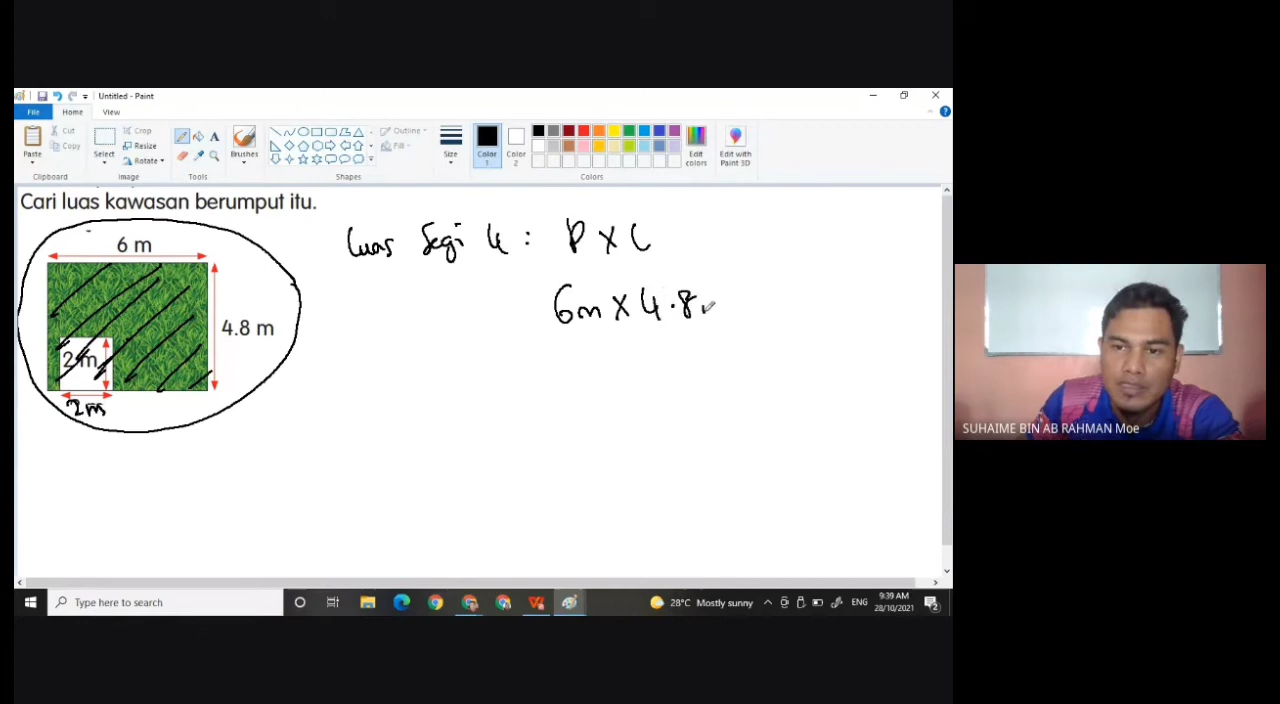 Untitled - Paint
File Home View
Paste
Cut
Copy
Clipboard
Select
Crop
Resize
Rotate
Image
A
Tools
Brushes
Outline
Fill
Shapes
Size
Color 1
Color 2
Colors
Edit colors
Edit with Paint 3D
Cari luas kawasan berumput itu.
6 m
4.8 m
2 m
2m
Luas Segi 4 : P X L
6m X 4.8
SUHAIME BIN AB RAHMAN Moe
Type here to search
28°C Mostly sunny
ENG
9:39 AM
28/10/2021
2